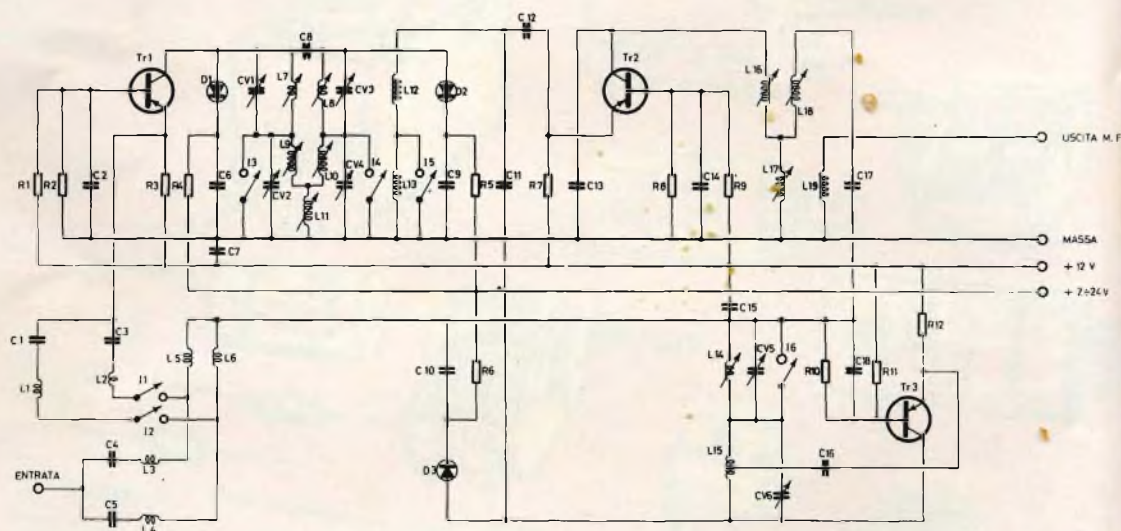 C8
C12
Tr1
Tr2
D1
CV1
L7
L8
CV3
L12
D2
L16
L18
USCITA M.F
I3
L9
L10
CV4
I4
I5
R1
R2
C2
R3
R4
C6
CV2
L11
L13
C9
R5
C11
R7
C13
R8
C14
R9
L17
L19
C17
C7
MASSA
+ 12 V
+ 7÷24V
C15
R12
C1
C3
L5
L6
L14
CV5
I6
L1
L2
I1
C10
R6
R10
C18
R11
Tr3
I2
C4
L3
L15
C16
ENTRATA
D3
CV6
C5
L4